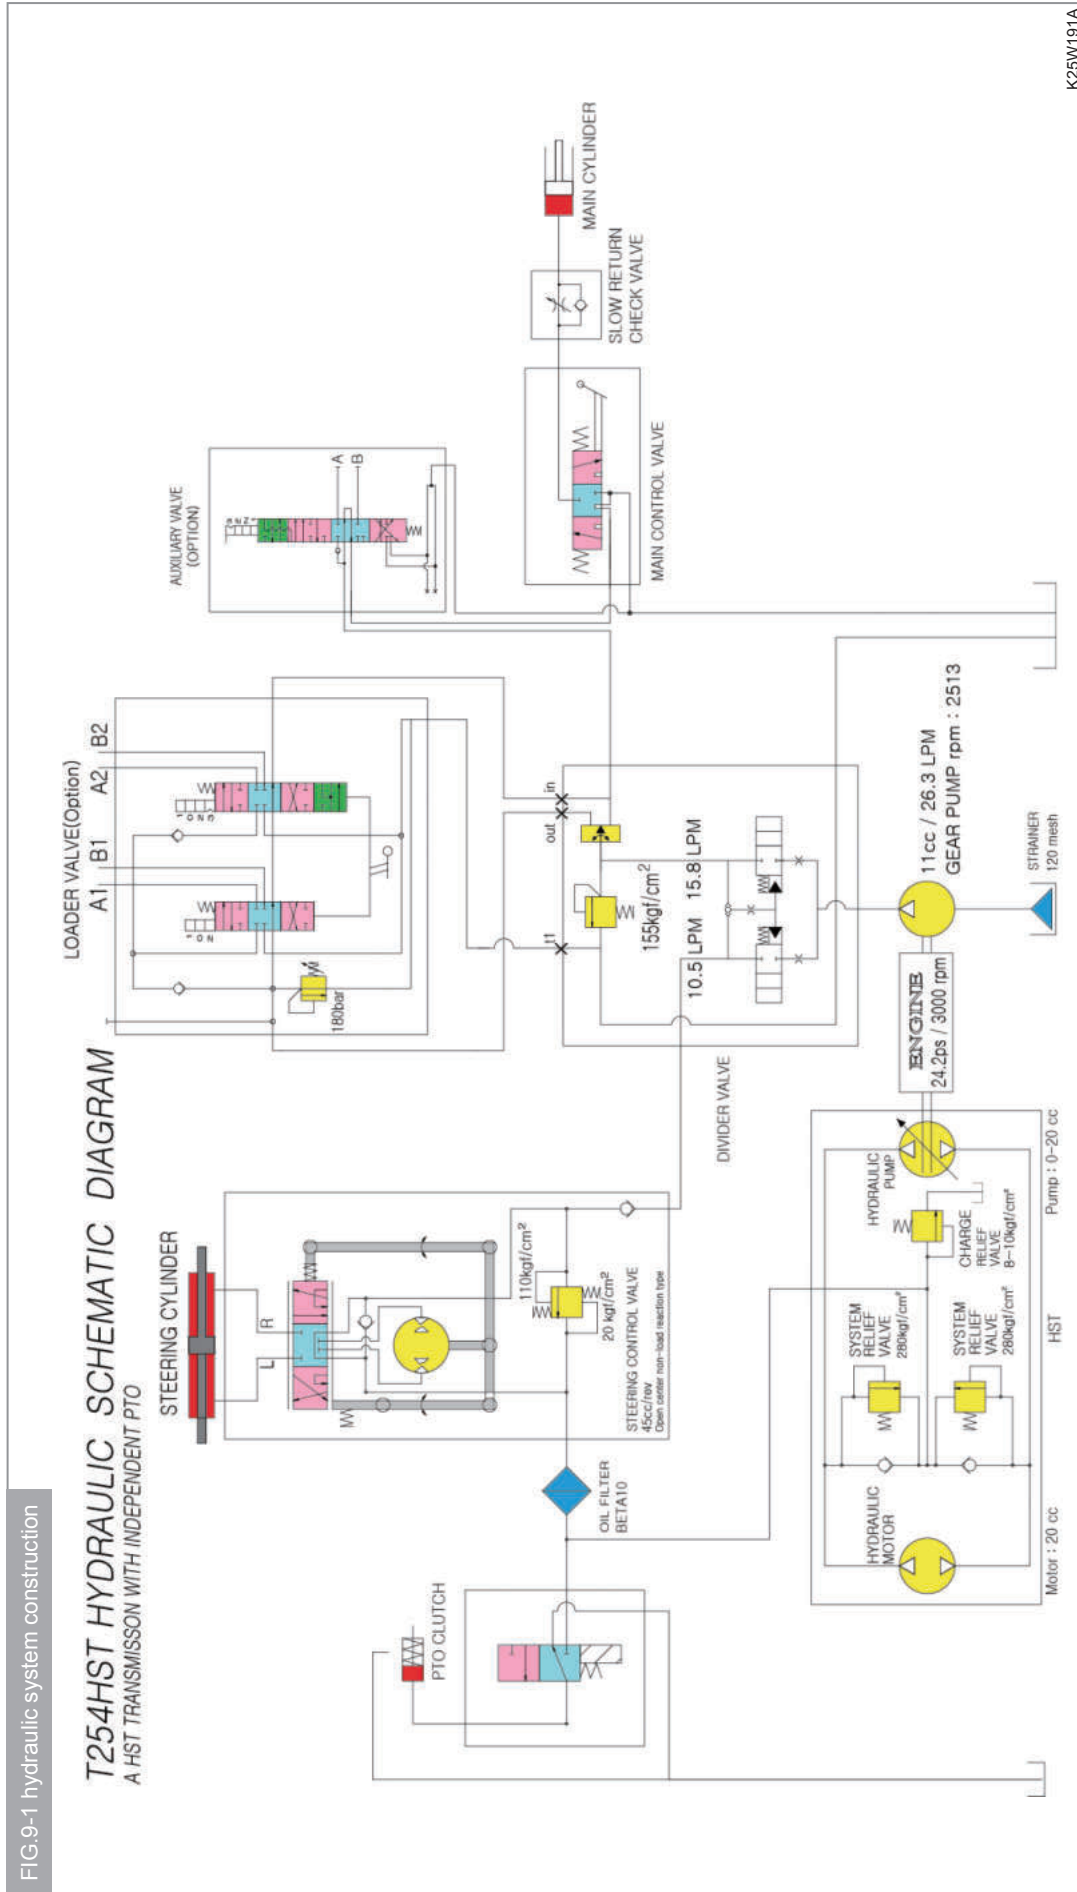 FIG.9-1 hydraulic system construction
T254HST HYDRAULIC SCHEMATIC DIAGRAM
A HST TRANSMISSON WITH INDEPENDENT PTO
STEERING CYLINDER
L
R
110kgf/cm²
20 kgf/cm²
STEERING CONTROL VALVE
45cc/rev
Open center non-load reaction type
OIL FILTER
BETA10
PTO CLUTCH
LOADER VALVE(Option)
A1
B1
A2
B2
180bar
AUXILIARY VALVE
(OPTION)
A
B
MAIN CYLINDER
SLOW RETURN
CHECK VALVE
MAIN CONTROL VALVE
t1
out
in
155kgf/cm²
10.5 LPM
15.8 LPM
DIVIDER VALVE
11cc / 26.3 LPM
GEAR PUMP rpm : 2513
STRAINER
120 mesh
ENGINE
24.2ps / 3000 rpm
HYDRAULIC
PUMP
CHARGE
RELIEF
VALVE
8-10kgf/cm²
SYSTEM
RELIEF
VALVE
280kgf/cm²
SYSTEM
RELIEF
VALVE
280kgf/cm²
HYDRAULIC
MOTOR
Motor : 20 cc
HST
Pump : 0-20 cc
K25W191A